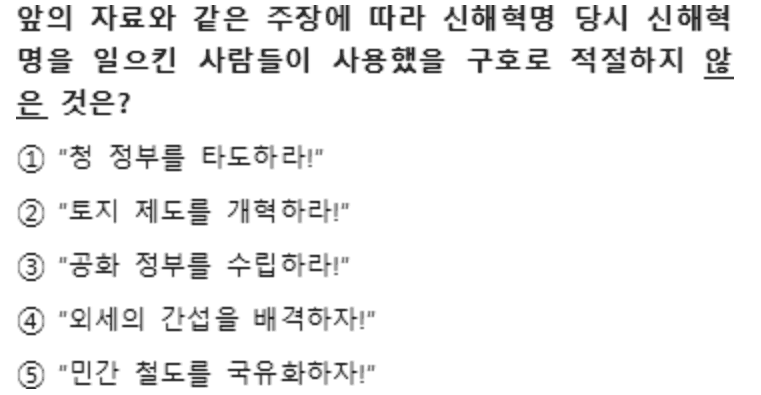 앞의 자료와 같은 주장에 따라 신해혁명 당시 신해혁
명을 일으킨 사람들이 사용했을 구호로 적절하지 않
은 것은?
① "청 정부를 타도하라!"
② "토지 제도를 개혁하라!"
③ "공화 정부를 수립하라!"
④ "외세의 간섭을 배격하자!"
⑤ "민간 철도를 국유화하자!"